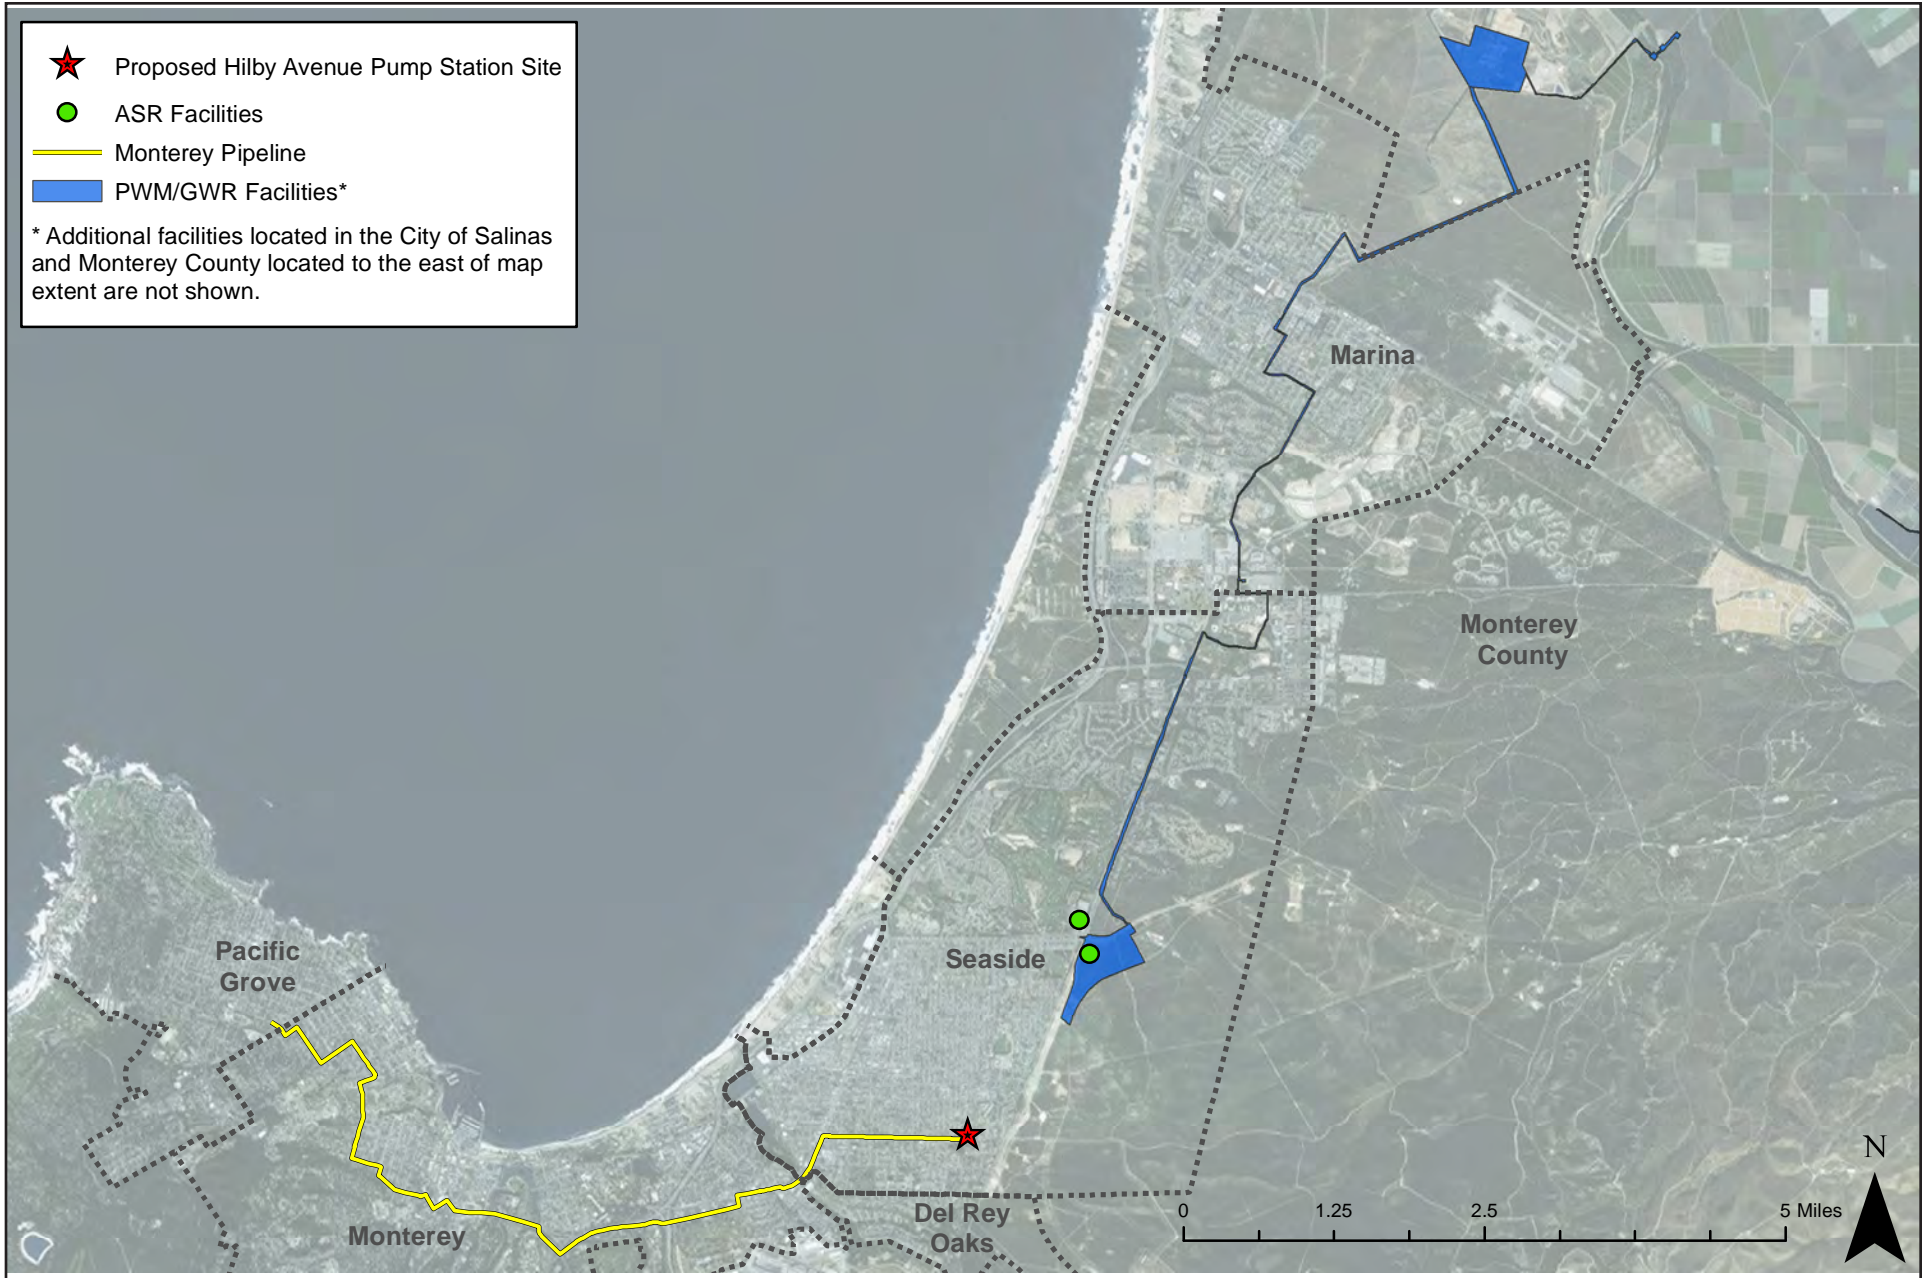 Proposed Hilby Avenue Pump Station Site
ASR Facilities
Monterey Pipeline
PWM/GWR Facilities*
* Additional facilities located in the City of Salinas
and Monterey County located to the east of map
extent are not shown.
Marina
Monterey
County
Pacific
Grove
Seaside
Monterey
Del Rey
Oaks
N
0 1.25 2.5 5 Miles